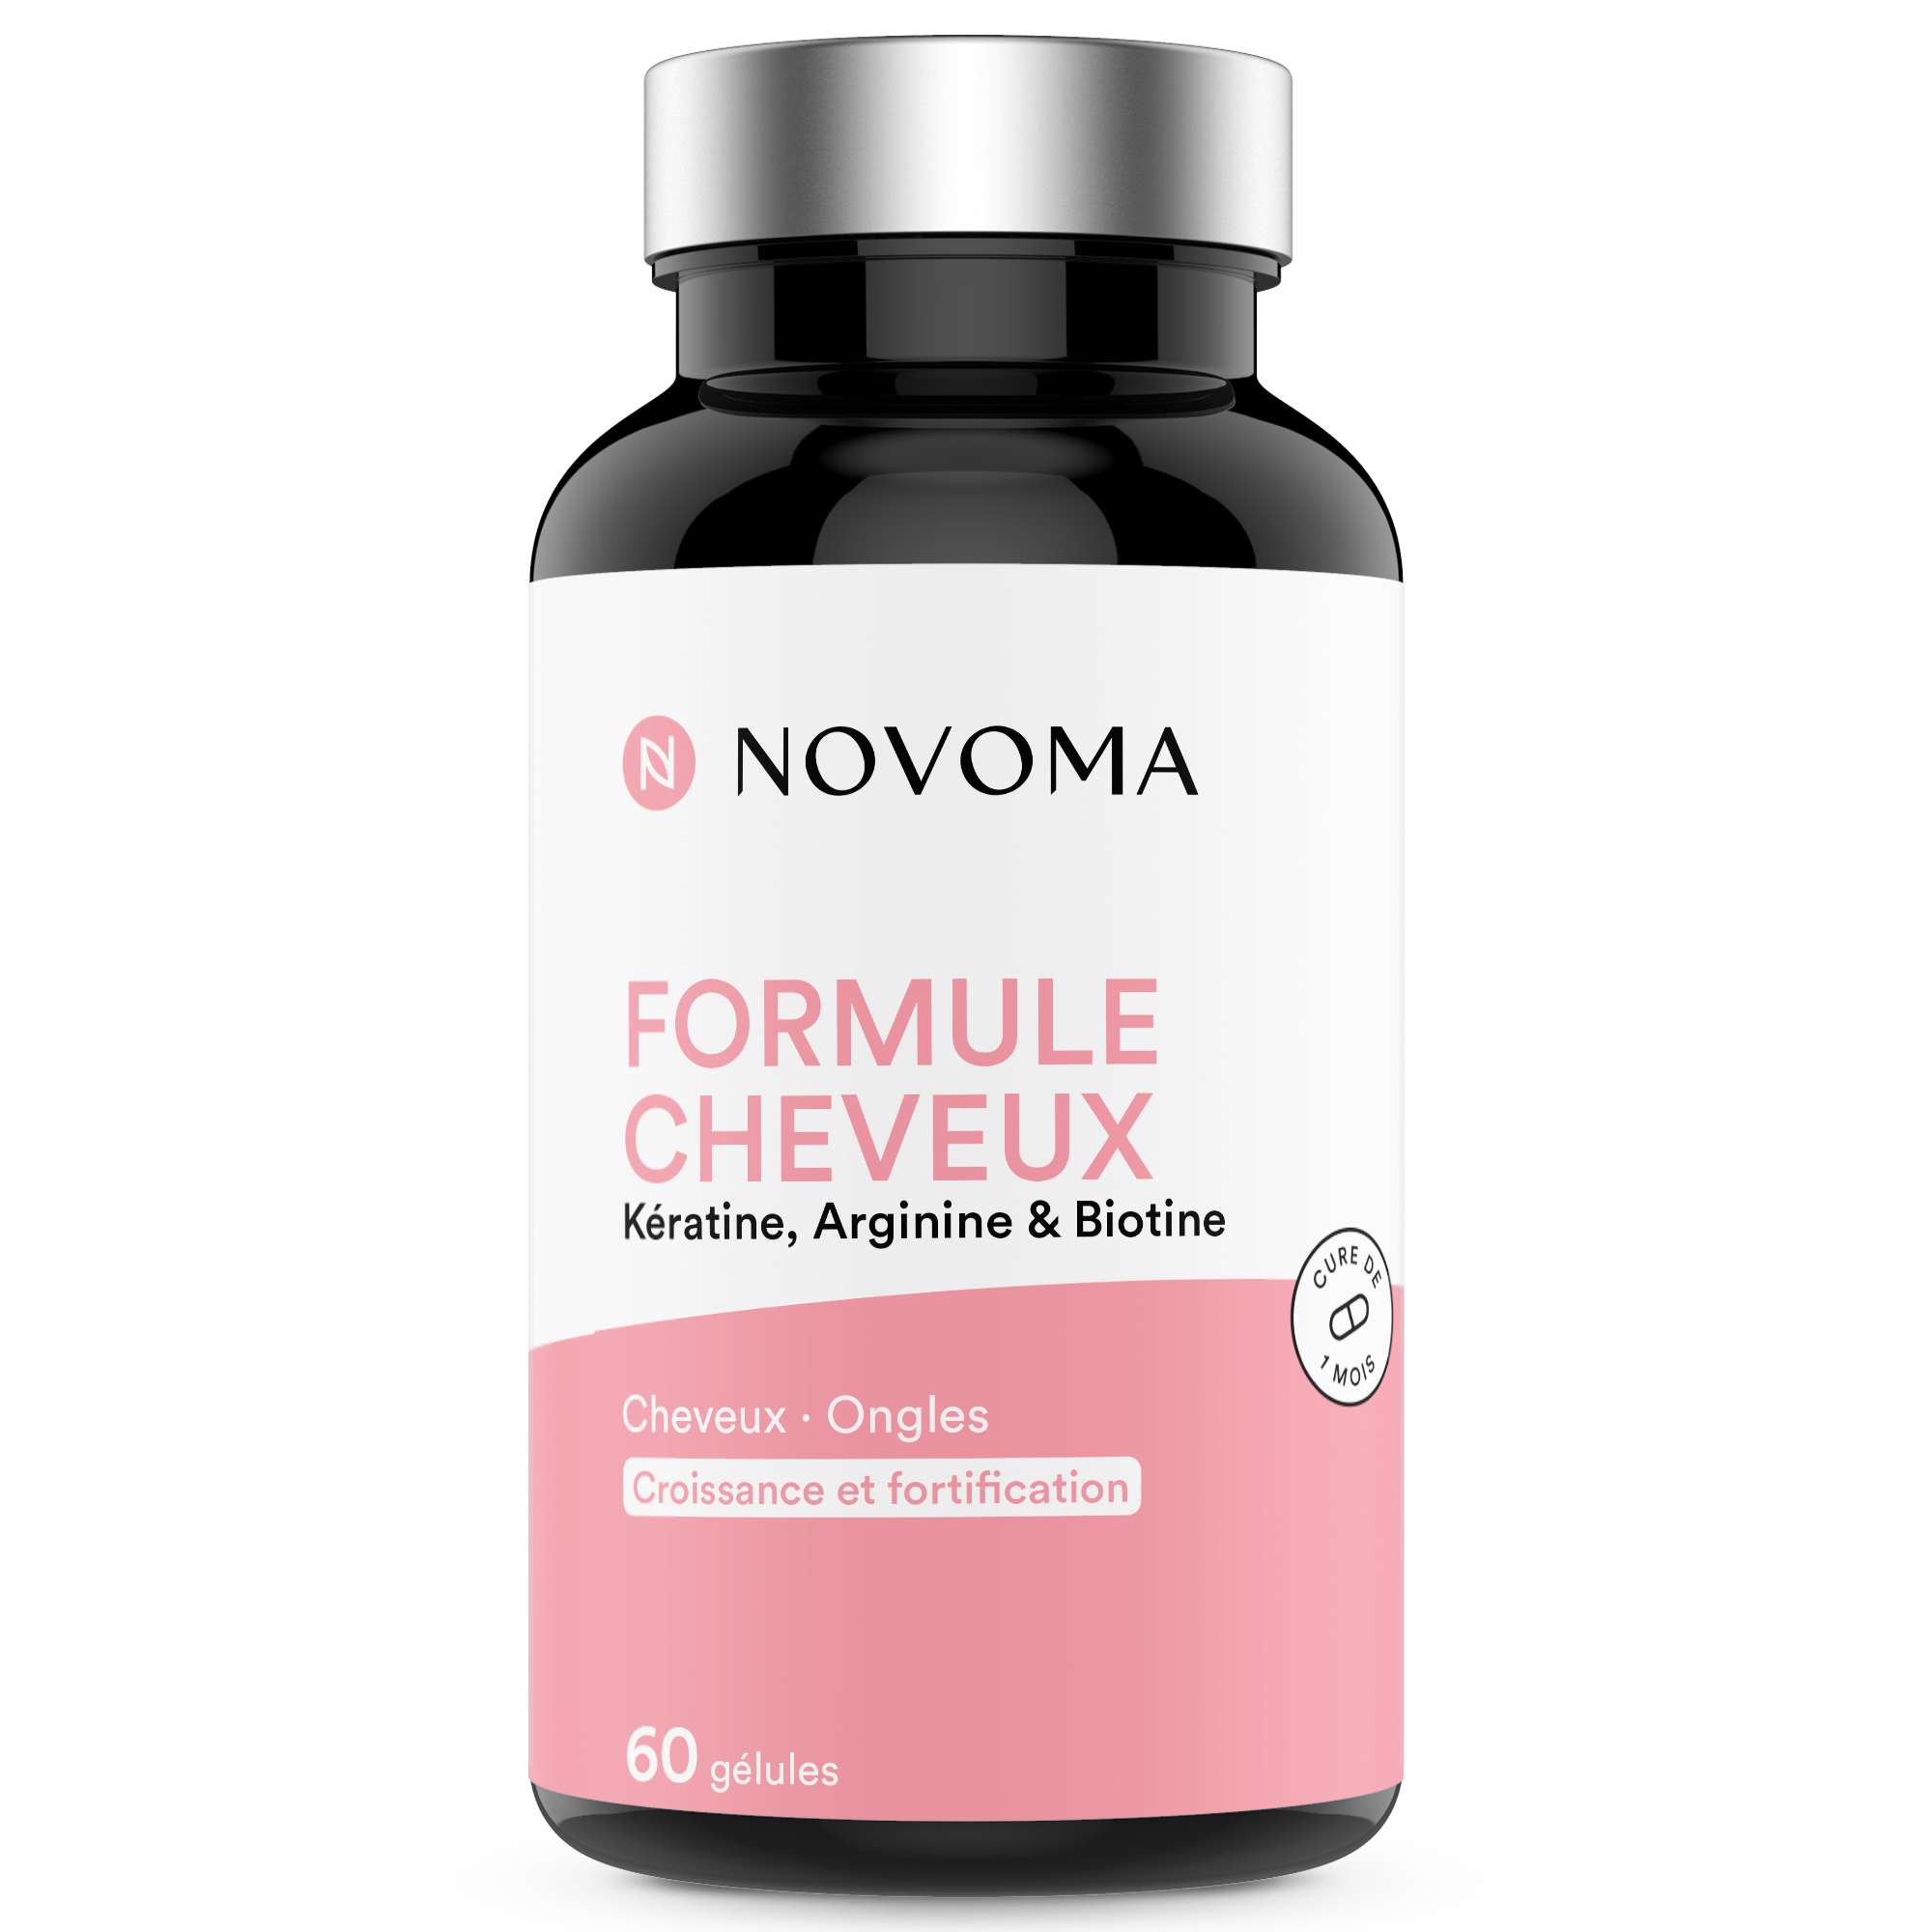 N NOVOMA
FORMULE
CHEVEUX
Kératine, Arginine & Biotine
CURE DE
1 MOIS
Cheveux · Ongles
Croissance et fortification
60 gélules